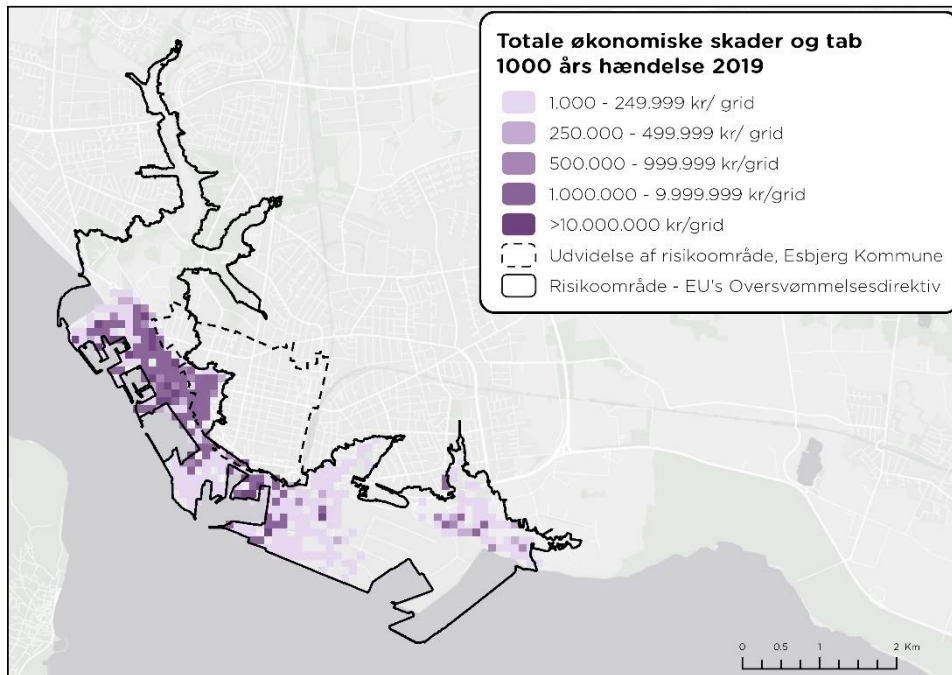 Totale økonomiske skader og tab
1000 års hændelse 2019
1.000 - 249.999 kr/ grid
250.000 - 499.999 kr/ grid
500.000 - 999.999 kr/grid
1.000.000 - 9.999.999 kr/grid
>10.000.000 kr/grid
Udvidelse af risikoområde, Esbjerg Kommune
Risikoområde - EU's Oversvømmelsesdirektiv
0 0.5 1 2 Km